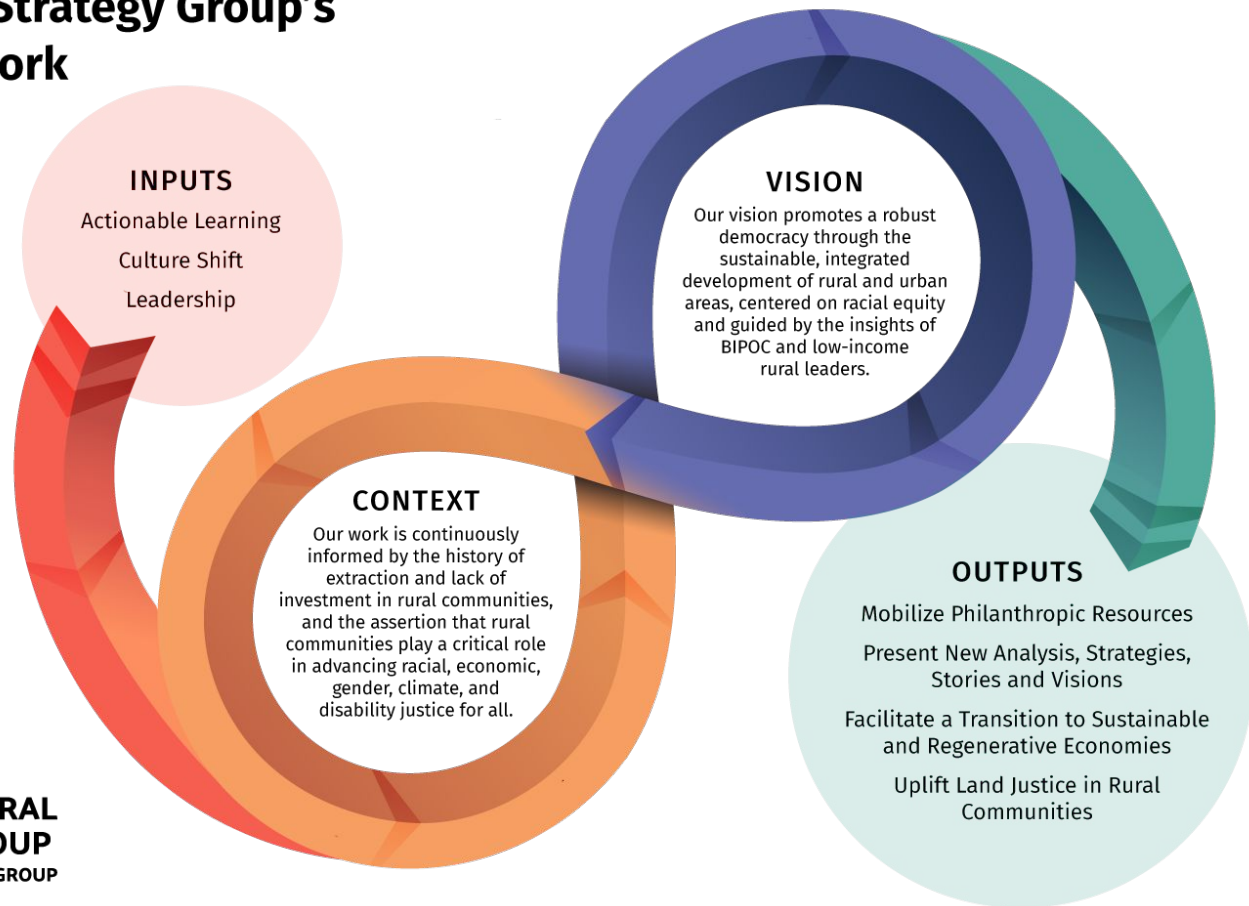 Strategy Group's
ork
INPUTS
Actionable Learning
Culture Shift
Leadership
VISION
Our vision promotes a robust
democracy through the
sustainable, integrated
development of rural and urban
areas, centered on racial equity
and guided by the insights of
BIPOC and low-income
rural leaders.
CONTEXT
Our work is continuously
informed by the history of
extraction and lack of
investment in rural communities,
and the assertion that rural
communities play a critical role
in advancing racial, economic,
gender, climate, and
disability justice for all.
OUTPUTS
Mobilize Philanthropic Resources
Present New Analysis, Strategies,
Stories and Visions
Facilitate a Transition to Sustainable
and Regenerative Economies
Uplift Land Justice in Rural
Communities
RAL
OUP
GROUP